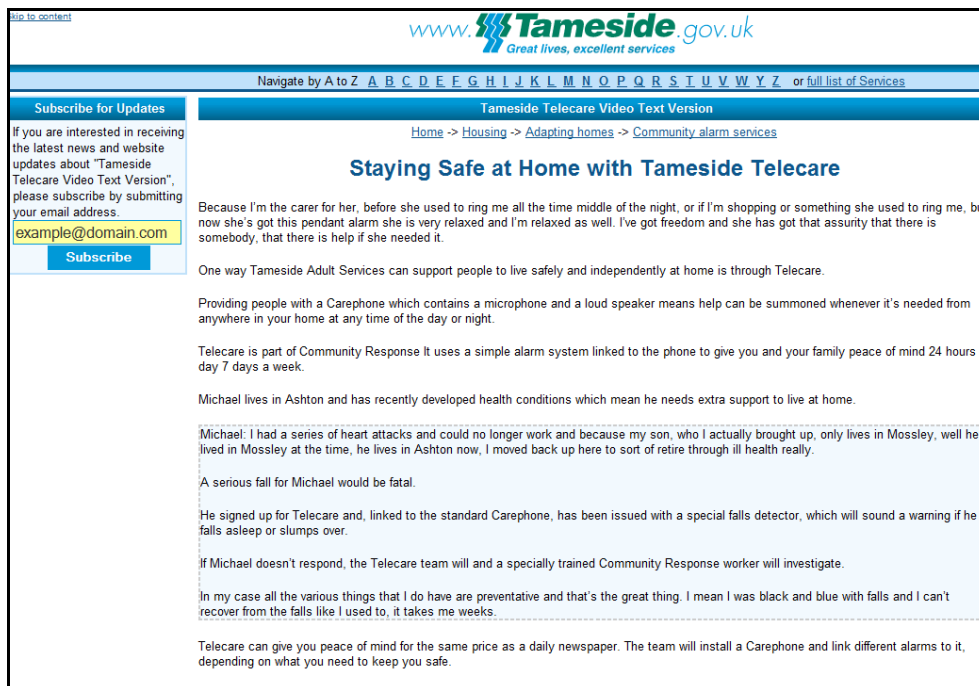 skip to content
www. Tameside.gov.uk
Great lives, excellent services
Navigate by A to Z A B C D E F G H I J K L M N O P Q R S T U V W Y Z or full list of Services
Subscribe for Updates
If you are interested in receiving
the latest news and website
updates about "Tameside
Telecare Video Text Version",
please subscribe by submitting
your email address.
example@domain.com
Subscribe
Tameside Telecare Video Text Version
Home -> Housing -> Adapting homes -> Community alarm services
Staying Safe at Home with Tameside Telecare
Because I'm the carer for her, before she used to ring me all the time middle of the night, or if I'm shopping or something she used to ring me,
now she's got this pendant alarm she is very relaxed and I'm relaxed as well. I've got freedom and she has got that assurity that there is
somebody, that there is help if she needed it.
One way Tameside Adult Services can support people to live safely and independently at home is through Telecare.
Providing people with a Carephone which contains a microphone and a loud speaker means help can be summoned whenever it's needed from
anywhere in your home at any time of the day or night.
Telecare is part of Community Response It uses a simple alarm system linked to the phone to give you and your family peace of mind 24 hours
day 7 days a week.
Michael lives in Ashton and has recently developed health conditions which mean he needs extra support to live at home.
Michael: I had a series of heart attacks and could no longer work and because my son, who I actually brought up, only lives in Mossley, well he
lived in Mossley at the time, he lives in Ashton now, I moved back up here to sort of retire through ill health really.
A serious fall for Michael would be fatal.
He signed up for Telecare and, linked to the standard Carephone, has been issued with a special falls detector, which will sound a warning if he
falls asleep or slumps over.
If Michael doesn't respond, the Telecare team will and a specially trained Community Response worker will investigate.
In my case all the various things that I do have are preventative and that's the great thing. I mean I was black and blue with falls and I can't
recover from the falls like I used to, it takes me weeks.
Telecare can give you peace of mind for the same price as a daily newspaper. The team will install a Carephone and link different alarms to it,
depending on what you need to keep you safe.